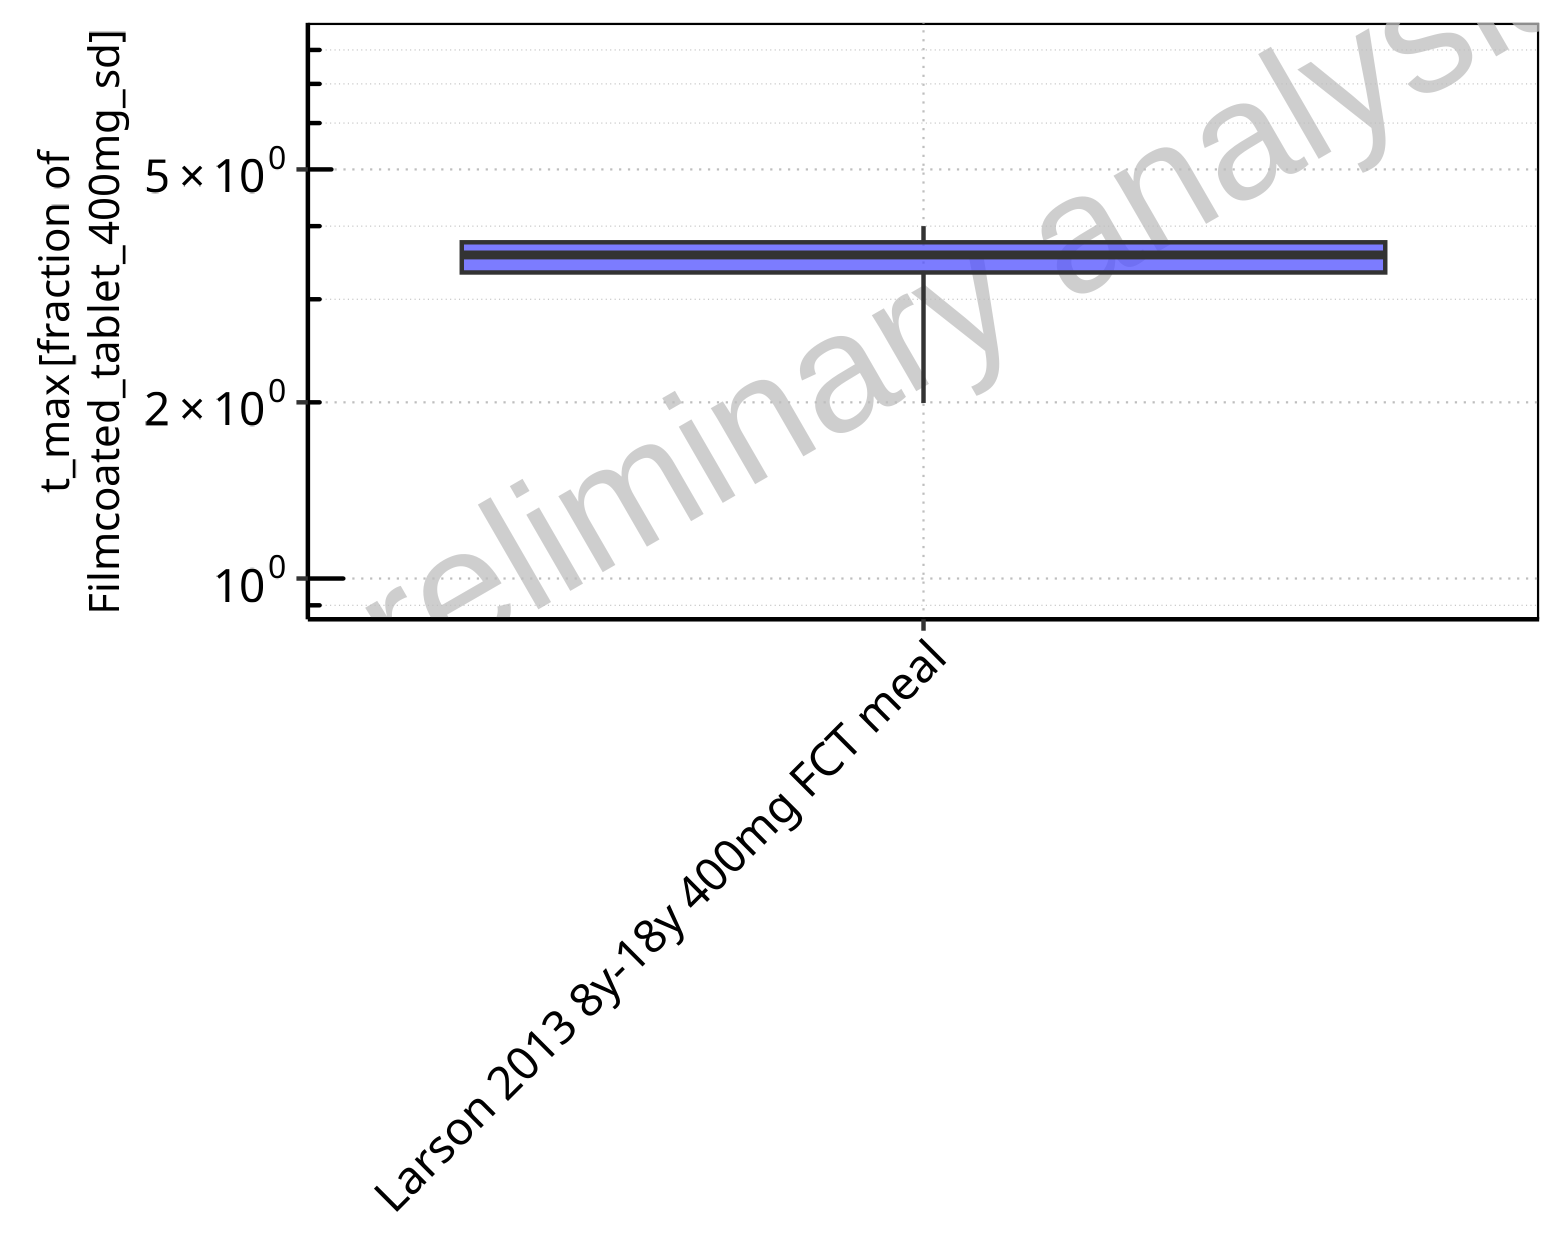 t_max [fraction of
Filmcoated_tablet_400mg_sd]
5 × 10⁰
2 × 10⁰
10⁰
reliminary analysis
Larson 2013 8y-18y 400mg FCT meal